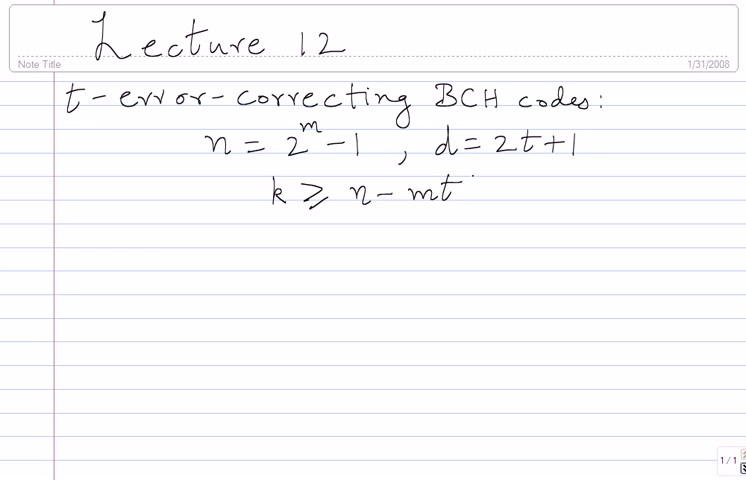 Lecture 12
Note Title
1/31/2008
t-error-correcting BCH codes:
n = 2^m - 1 , d = 2t+1
k ≥ n - mt
1 / 1